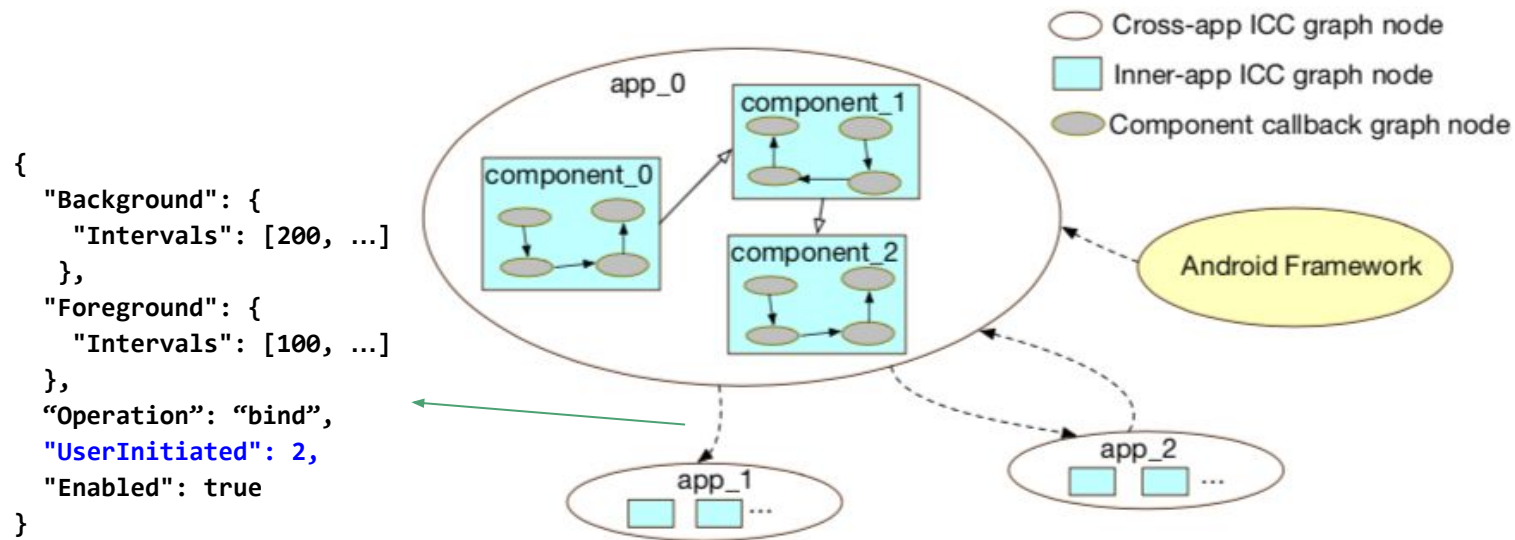 {
"Background": {
"Intervals": [200, …]
},
"Foreground": {
"Intervals": [100, …]
},
“Operation”: “bind”,
"UserInitiated": 2,
"Enabled": true
}
app_0
component_0
component_1
component_2
Cross-app ICC graph node
Inner-app ICC graph node
Component callback graph node
Android Framework
app_1
...
app_2
...